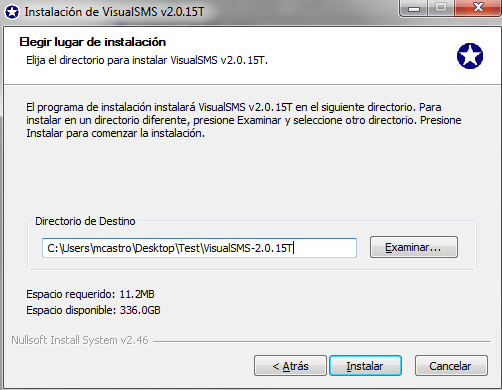 Instalación de VisualSMS v2.0.15T
Elegir lugar de instalación
Elija el directorio para instalar VisualSMS v2.0.15T.
El programa de instalación instalará VisualSMS v2.0.15T en el siguiente directorio. Para
instalar en un directorio diferente, presione Examinar y seleccione otro directorio. Presione
Instalar para comenzar la instalación.
Directorio de Destino
C:\Users\mcastro\Desktop\Test\VisualSMS-2.0.15T
Examinar...
Espacio requerido: 11.2MB
Espacio disponible: 336.0GB
Nullsoft Install System v2.46
< Atrás
Instalar
Cancelar